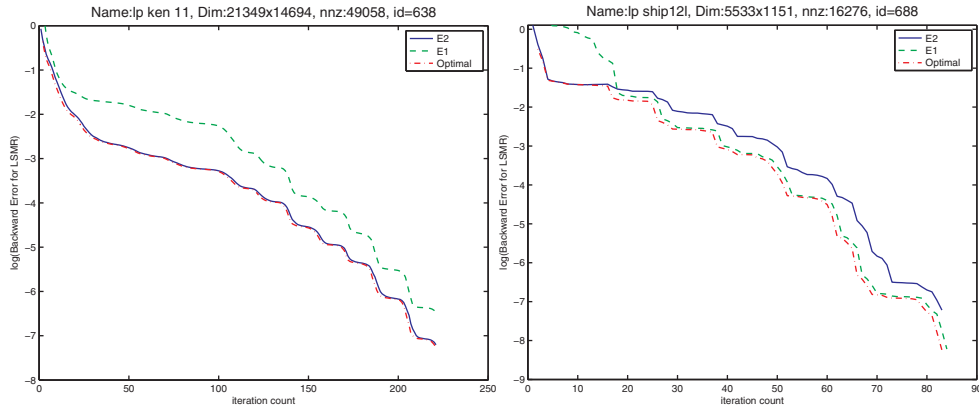 Name:lp ken 11, Dim:21349x14694, nnz:49058, id=638
E2
E1
Optimal
log(Backward Error for LSMR)
0
−1
−2
−3
−4
−5
−6
−7
−8
0 50 100 150 200 250
iteration count
Name:lp ship12l, Dim:5533x1151, nnz:16276, id=688
E2
E1
Optimal
log(Backward Error for LSMR)
0
−1
−2
−3
−4
−5
−6
−7
−8
−9
0 10 20 30 40 50 60 70 80 90
iteration count